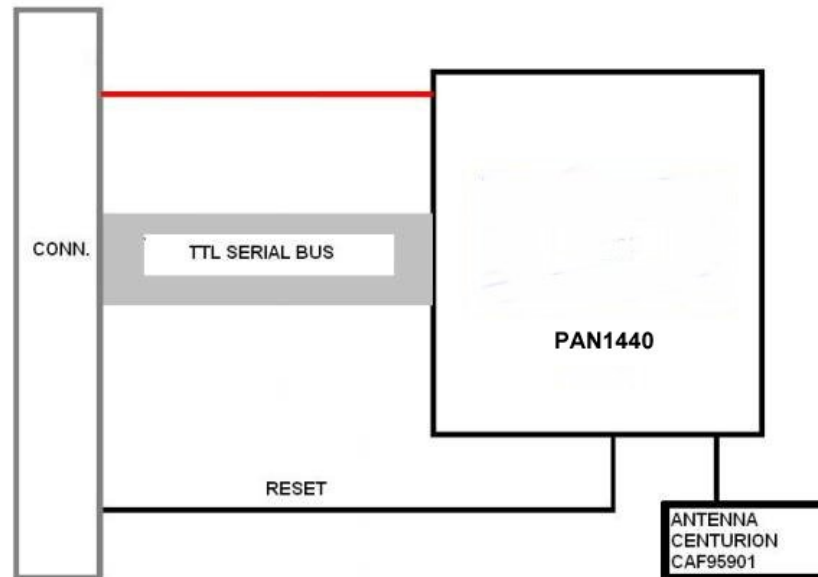 CONN.
TTL SERIAL BUS
PAN1440
RESET
ANTENNA
CENTURION
CAF95901